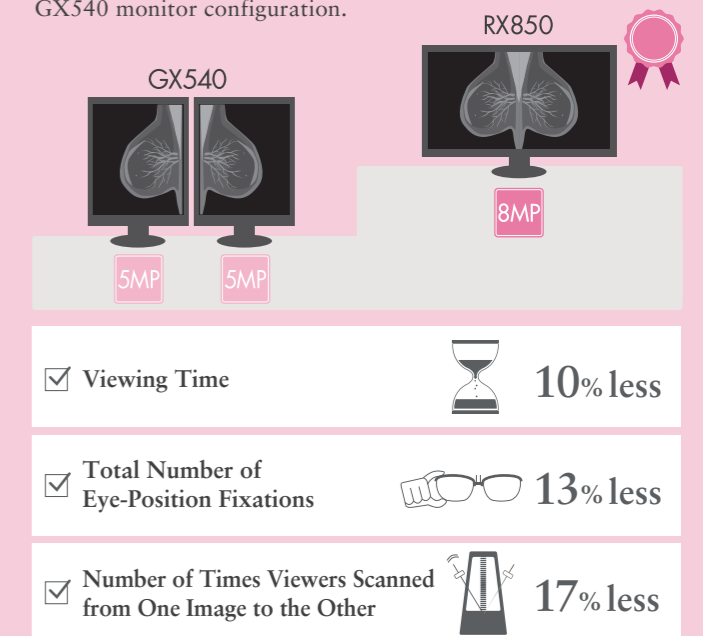 GX540 monitor configuration.
RX850
GX540
8MP
5MP 5MP
Viewing Time 10% less
Total Number of
Eye-Position Fixations 13% less
Number of Times Viewers Scanned
from One Image to the Other 17% less